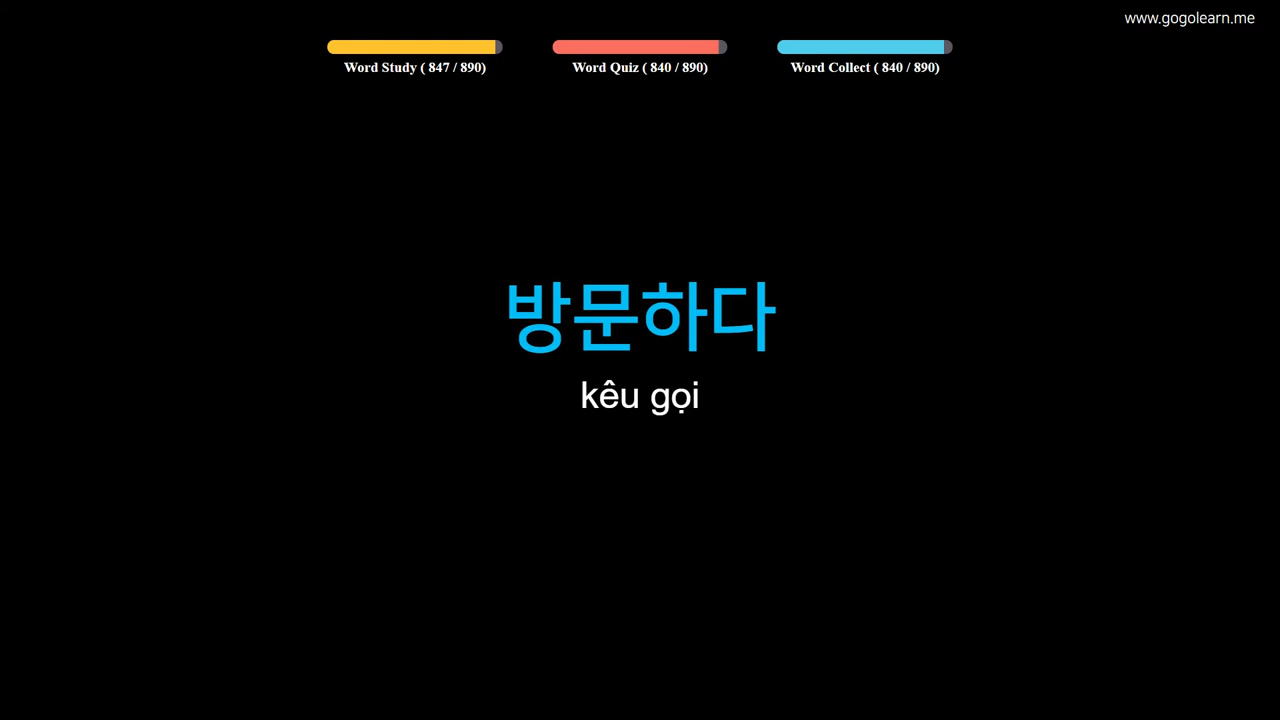 www.gogolearn.me
Word Study ( 847 / 890)
Word Quiz ( 840 / 890)
Word Collect ( 840 / 890)
방문하다
kêu gọi